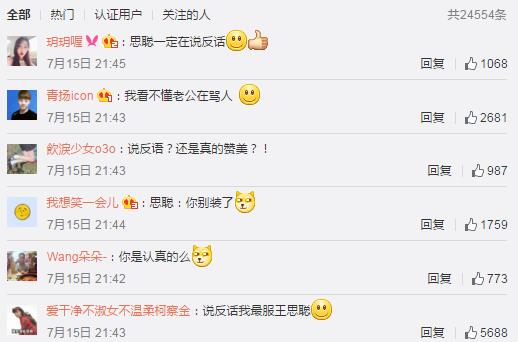 全部 | 热门 | 认证用户 | 关注的人 共24554条
玥玥喔：思聪一定在说反话
7月15日 21:45 回复 1068
青扬icon：我看不懂老公在骂人
7月15日 21:43 回复 2681
飲淚少女o3o：说反语？还是真的赞美？！
7月15日 21:43 回复 987
我想笑一会儿：思聪：你别装了
7月15日 21:44 回复 1759
Wang朵朵-：你是认真的么
7月15日 21:42 回复 773
爱干净不淑女不温柔柯察金：说反话我最服王思聪
7月15日 21:43 回复 5688